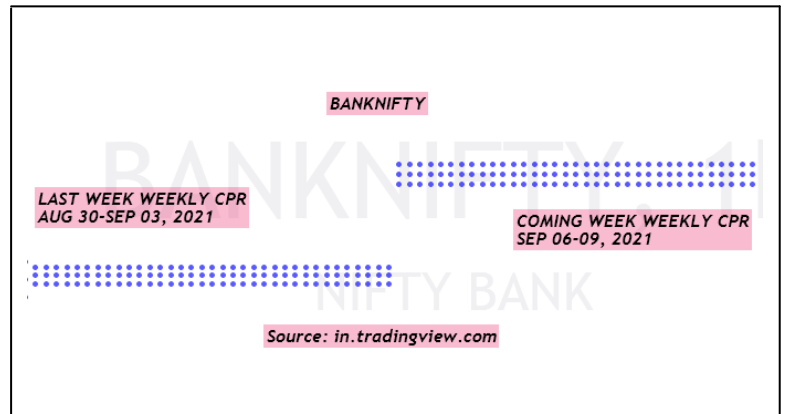 BANKNIFTY
BANKNIFTY, 1
LAST WEEK WEEKLY CPR
AUG 30-SEP 03, 2021
COMING WEEK WEEKLY CPR
SEP 06-09, 2021
NIFTY BANK
Source: in.tradingview.com